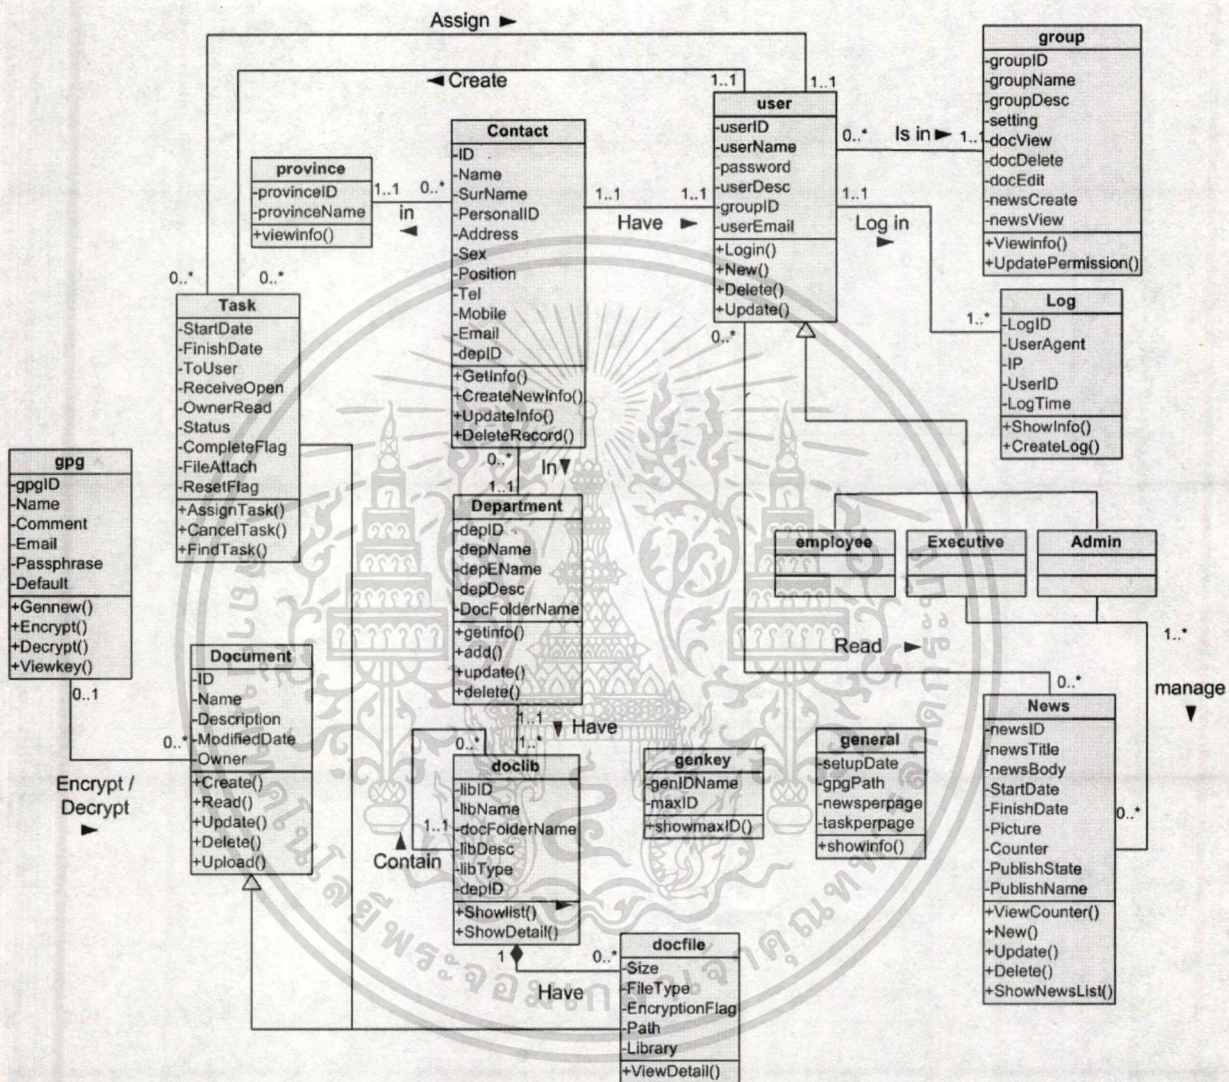 Assign ►
◄ Create
1..1
1..1
group
-groupID
-groupName
-groupDesc
-setting
-docView
-docDelete
-docEdit
-newsCreate
-newsView
+Viewinfo()
+UpdatePermission()
user
-userID
-userName
-password
-userDesc
-groupID
-userEmail
+Login()
+New()
+Delete()
+Update()
0..*
Is in ►
1..1
Contact
-ID
-Name
-SurName
-PersonalID
-Address
-Sex
-Position
-Tel
-Mobile
-Email
-depID
+GetInfo()
+CreateNewInfo()
+UpdateInfo()
+DeleteRecord()
province
-provinceID
-provinceName
+viewinfo()
1..1
0..*
in
◄
1..1
1..1
Have ►
1..1
Log in
►
1..*
Log
-LogID
-UserAgent
-IP
-UserID
-LogTime
+ShowInfo()
+CreateLog()
0..*
0..*
Task
-StartDate
-FinishDate
-ToUser
-ReceiveOpen
-OwnerRead
-Status
-CompleteFlag
-FileAttach
-ResetFlag
+AssignTask()
+CancelTask()
+FindTask()
0..*
gpg
-gpgID
-Name
-Comment
-Email
-Passphrase
-Default
+Gennew()
+Encrypt()
+Decrypt()
+Viewkey()
0..1
0..*
Encrypt /
Decrypt
►
0..*
In ▼
1..1
Department
-depID
-depName
-depEName
-depDesc
-DocFolderName
+getinfo()
+add()
+update()
+delete()
employee
Executive
Admin
Document
-ID
-Name
-Description
-ModifiedDate
-Owner
+Create()
+Read()
+Update()
+Delete()
+Upload()
Read ►
0..*
1..*
manage
▼
0..*
1..1
▼ Have
1..*
0..*
1..1
▲
Contain
doclib
-libID
-libName
-docFolderName
-libDesc
-libType
-depID
+Showlist()
+ShowDetail()
genkey
-genIDName
-maxID
+showmaxID()
general
-setupDate
-gpgPath
-newsperpage
-taskperpage
+showinfo()
News
-newsID
-newsTitle
-newsBody
-StartDate
-FinishDate
-Picture
-Counter
-PublishState
-PublishName
+ViewCounter()
+New()
+Update()
+Delete()
+ShowNewsList()
►
1
0..*
Have
docfile
-Size
-FileType
-EncryptionFlag
-Path
-Library
+ViewDetail()